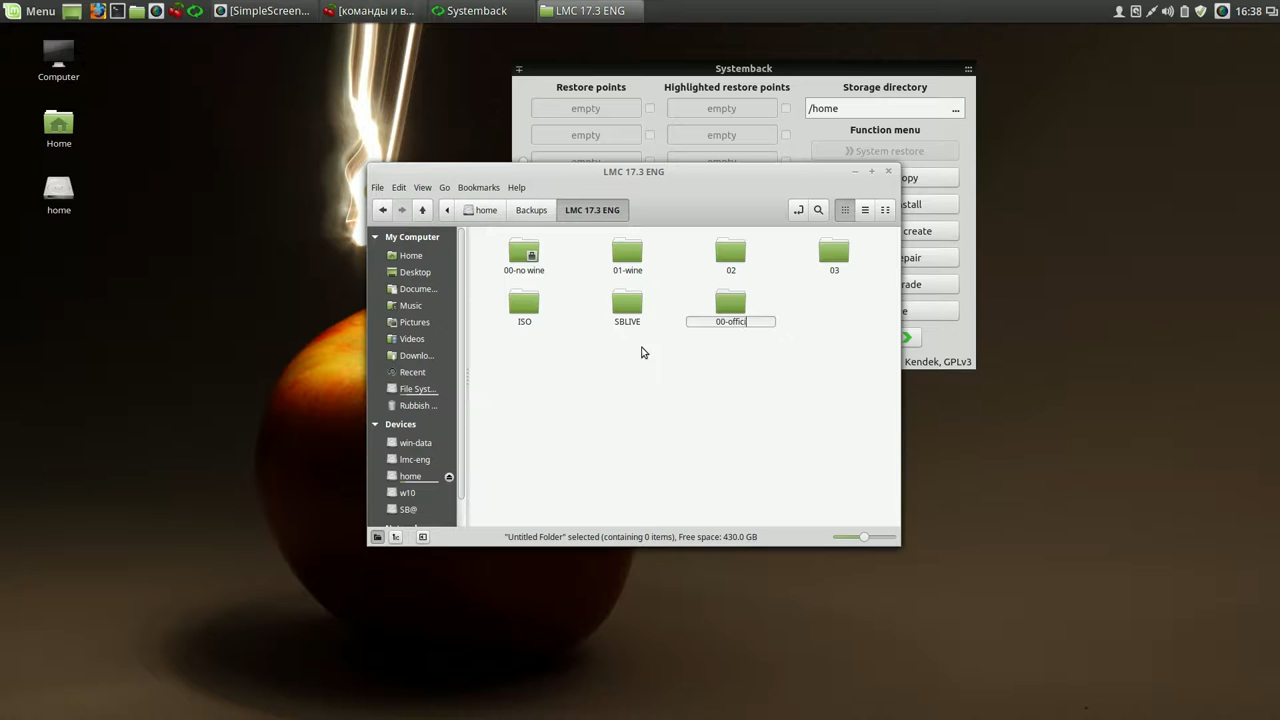 Menu
[SimpleScreen...
[команды и в...
Systemback
LMC 17.3 ENG
16:38
Computer
Home
home
Systemback
Restore points
Highlighted restore points
Storage directory
empty
empty
/home
...
Function menu
empty
empty
System restore
LMC 17.3 ENG
File
Edit
View
Go
Bookmarks
Help
opy
nstall
create
epair
rade
e
Kendek, GPLv3
home
Backups
LMC 17.3 ENG
My Computer
Home
Desktop
Docume...
Music
Pictures
Videos
Downlo...
Recent
File Syst...
Rubbish ...
Devices
win-data
lmc-eng
home
w10
SB@
00-no wine
01-wine
02
03
ISO
SBLIVE
00-offici
"Untitled Folder" selected (containing 0 items), Free space: 430.0 GB